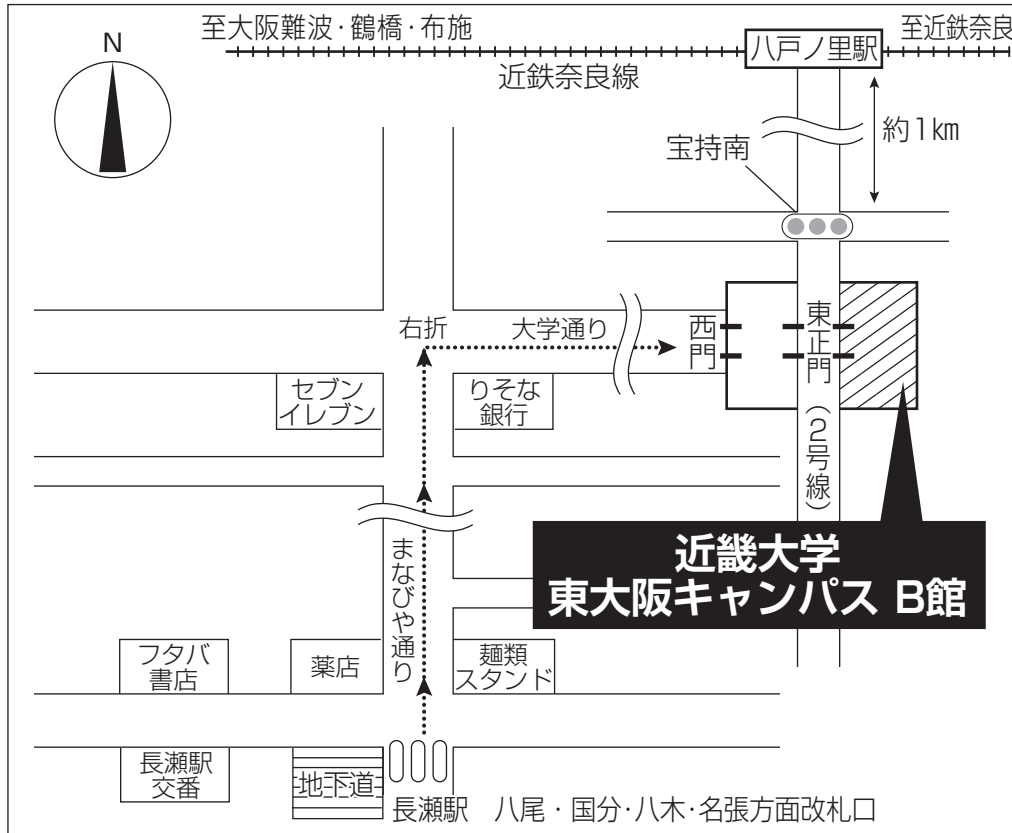 至大阪難波・鶴橋・布施
八戸ノ里駅
至近鉄奈良
近鉄奈良線
N
約1km
宝持南
右折
大学通り
西門
東正門
(2号線)
セブン
イレブン
りそな
銀行
近畿大学
東大阪キャンパス B館
まなびや通り
フタバ
書店
薬店
麺類
スタンド
長瀬駅
交番
地下道
長瀬駅 八尾・国分・八木・名張方面改札口